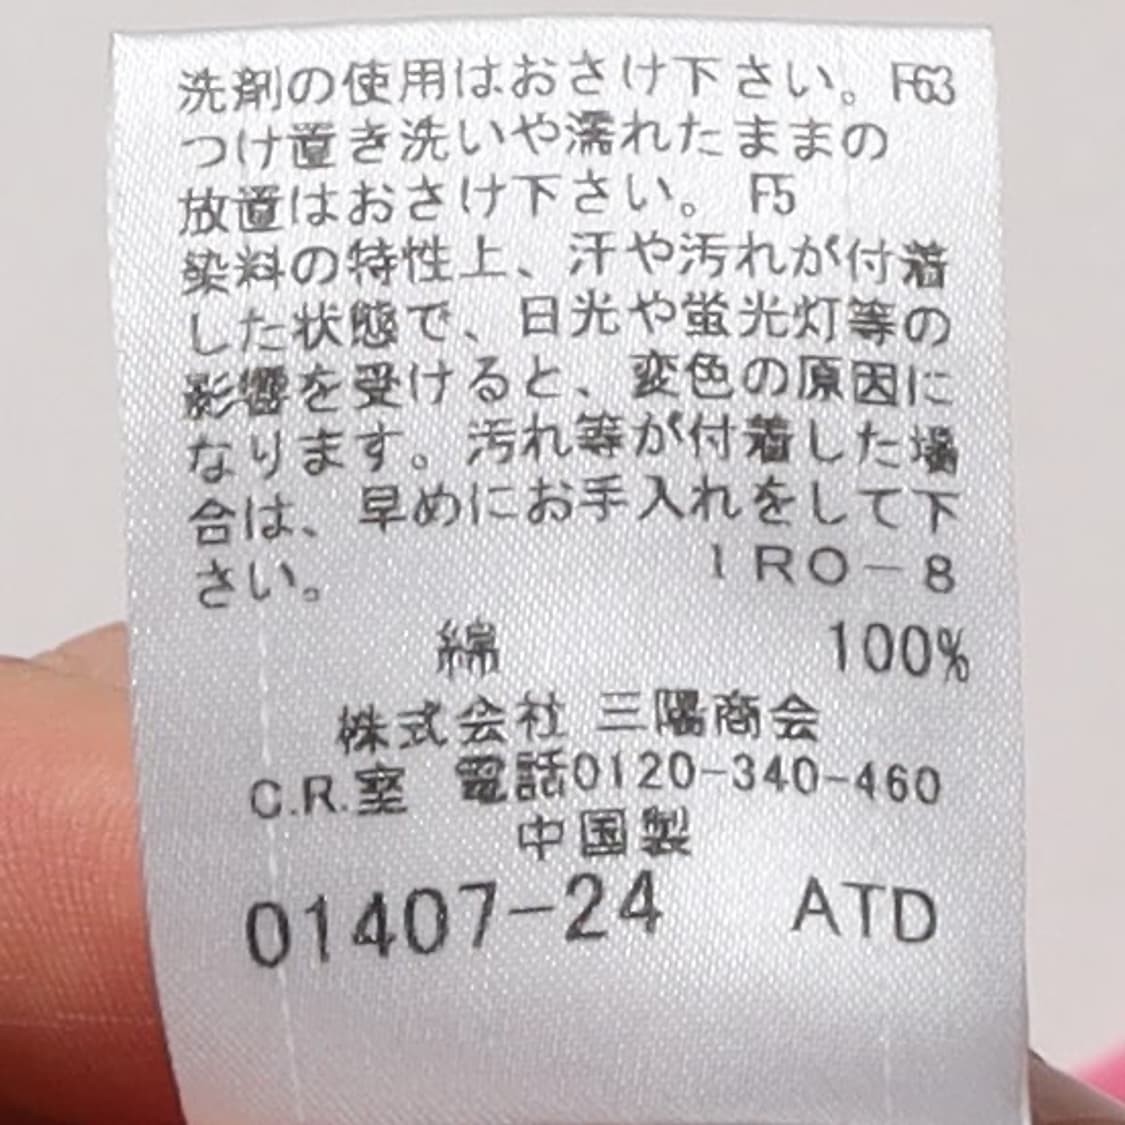 洗剤の使用はおさけ下さい。F63
つけ置き洗いや濡れたままの
放置はおさけ下さい。 F5
染料の特性上、汗や汚れが付着
した状態で、日光や蛍光灯等の
影響を受けると、変色の原因に
なります。汚れ等が付着した場
合は、早めにお手入れをして下
さい。 IRO-8
綿 100%
株式会社 三陽商会
C.R.室 電話0120-340-460
中国製
01407-24 ATD